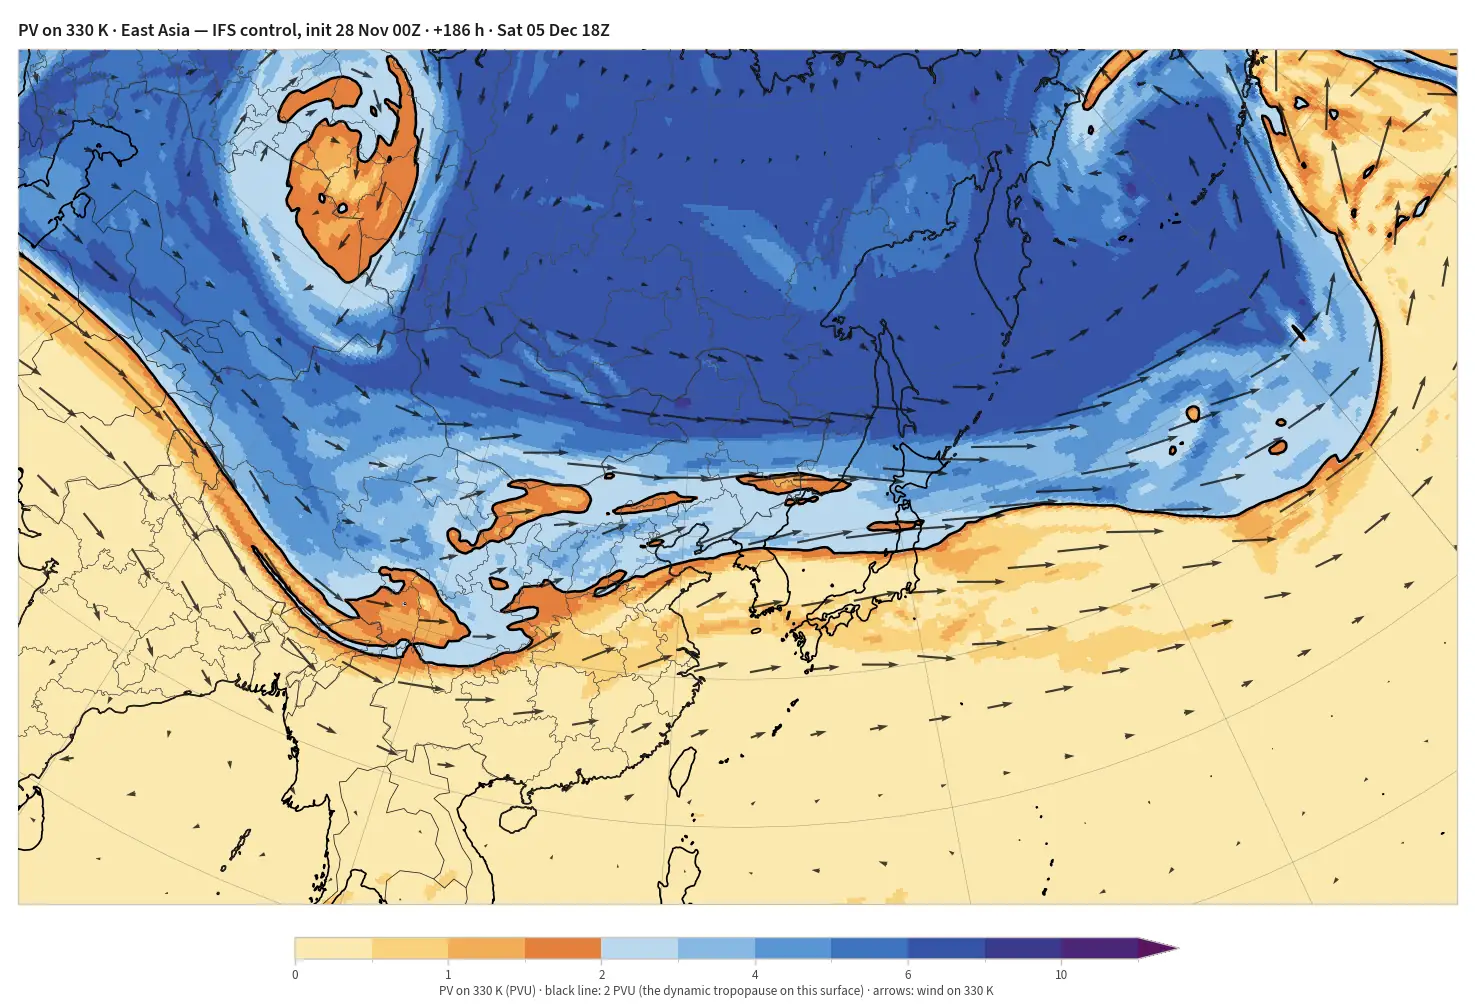 PV on 330 K · East Asia — IFS control, init 28 Nov 00Z · +186 h · Sat 05 Dec 18Z
0 1 2 4 6 10
PV on 330 K (PVU) · black line: 2 PVU (the dynamic tropopause on this surface) · arrows: wind on 330 K